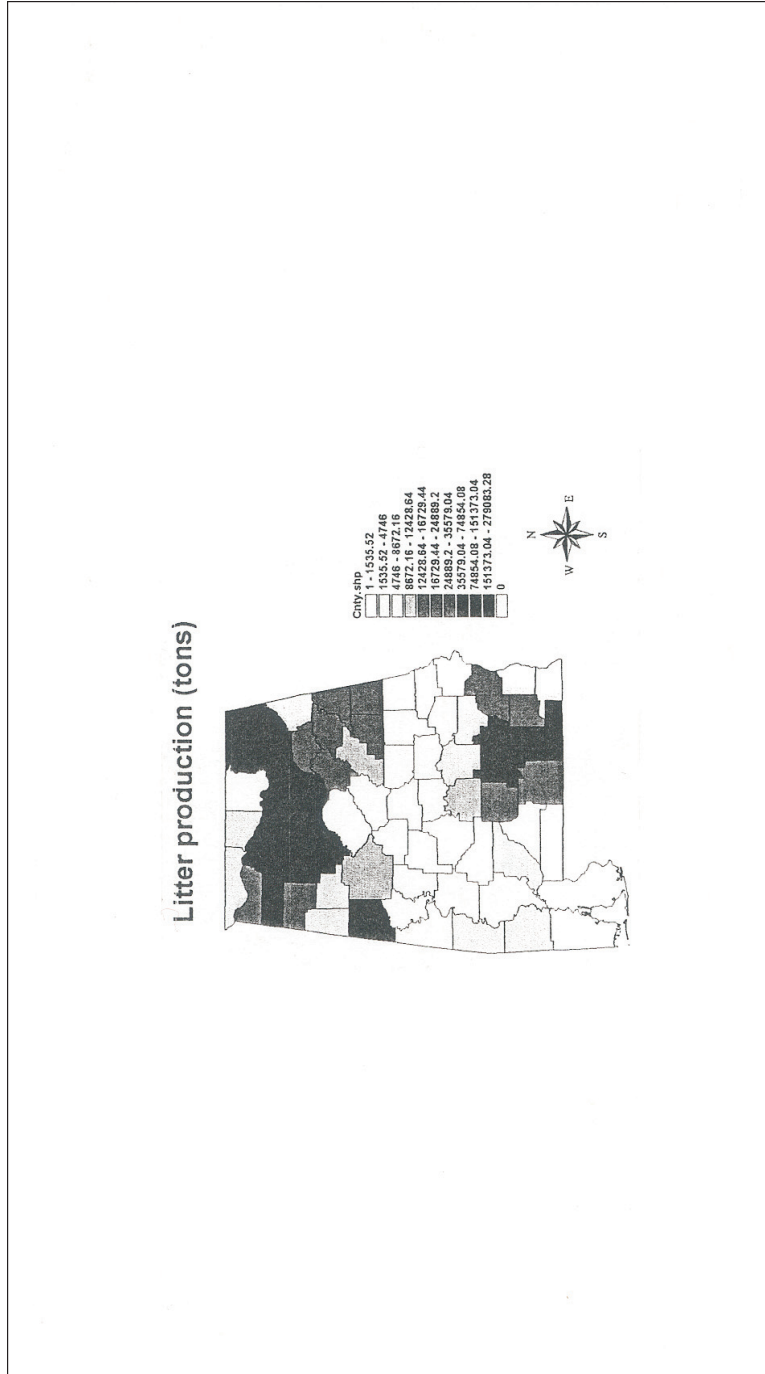 Litter production (tons)
Cnty.shp
1 - 1535.52
1535.52 - 4746
4746 - 8672.16
8672.16 - 12428.64
12428.64 - 16729.44
16729.44 - 24889.2
24889.2 - 35579.04
35579.04 - 74854.08
74854.08 - 151373.04
151373.04 - 279083.28
0
N
W E
S